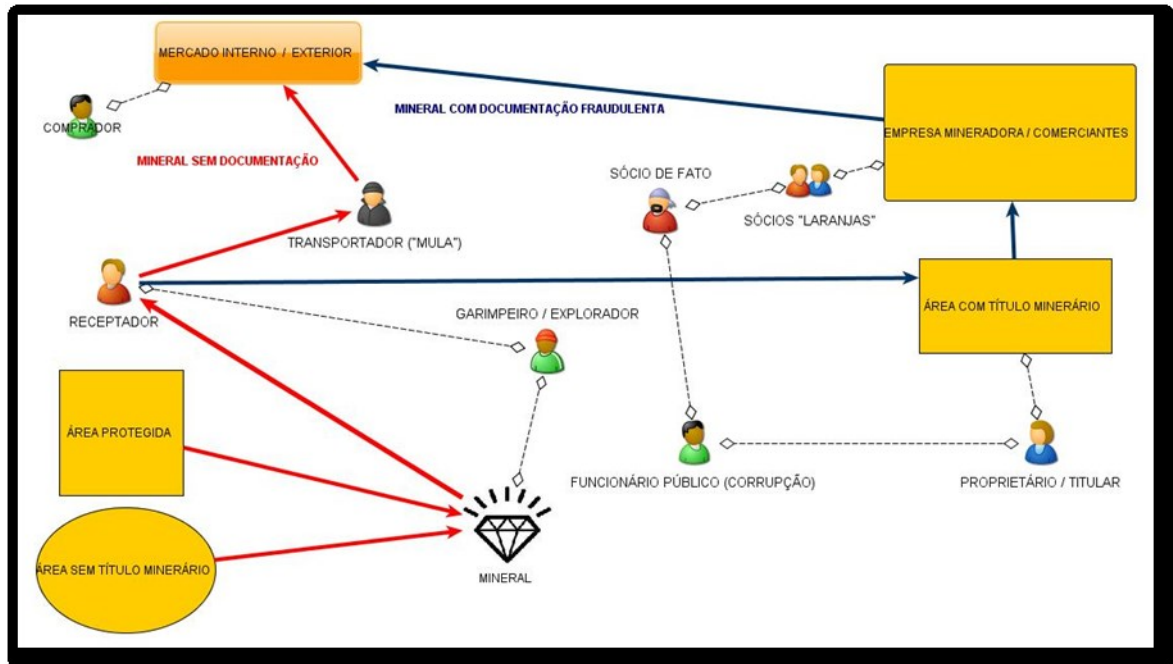 MERCADO INTERNO / EXTERIOR
MINERAL COM DOCUMENTAÇÃO FRAUDULENTA
COMPRADOR
EMPRESA MINERADORA / COMERCIANTES
MINERAL SEM DOCUMENTAÇÃO
SÓCIO DE FATO
SÓCIOS "LARANJAS"
TRANSPORTADOR ("MULA")
RECEPTADOR
GARIMPEIRO / EXPLORADOR
ÁREA COM TÍTULO MINERÁRIO
ÁREA PROTEGIDA
FUNCIONÁRIO PÚBLICO (CORRUPÇÃO)
PROPRIETÁRIO / TITULAR
ÁREA SEM TÍTULO MINERÁRIO
MINERAL